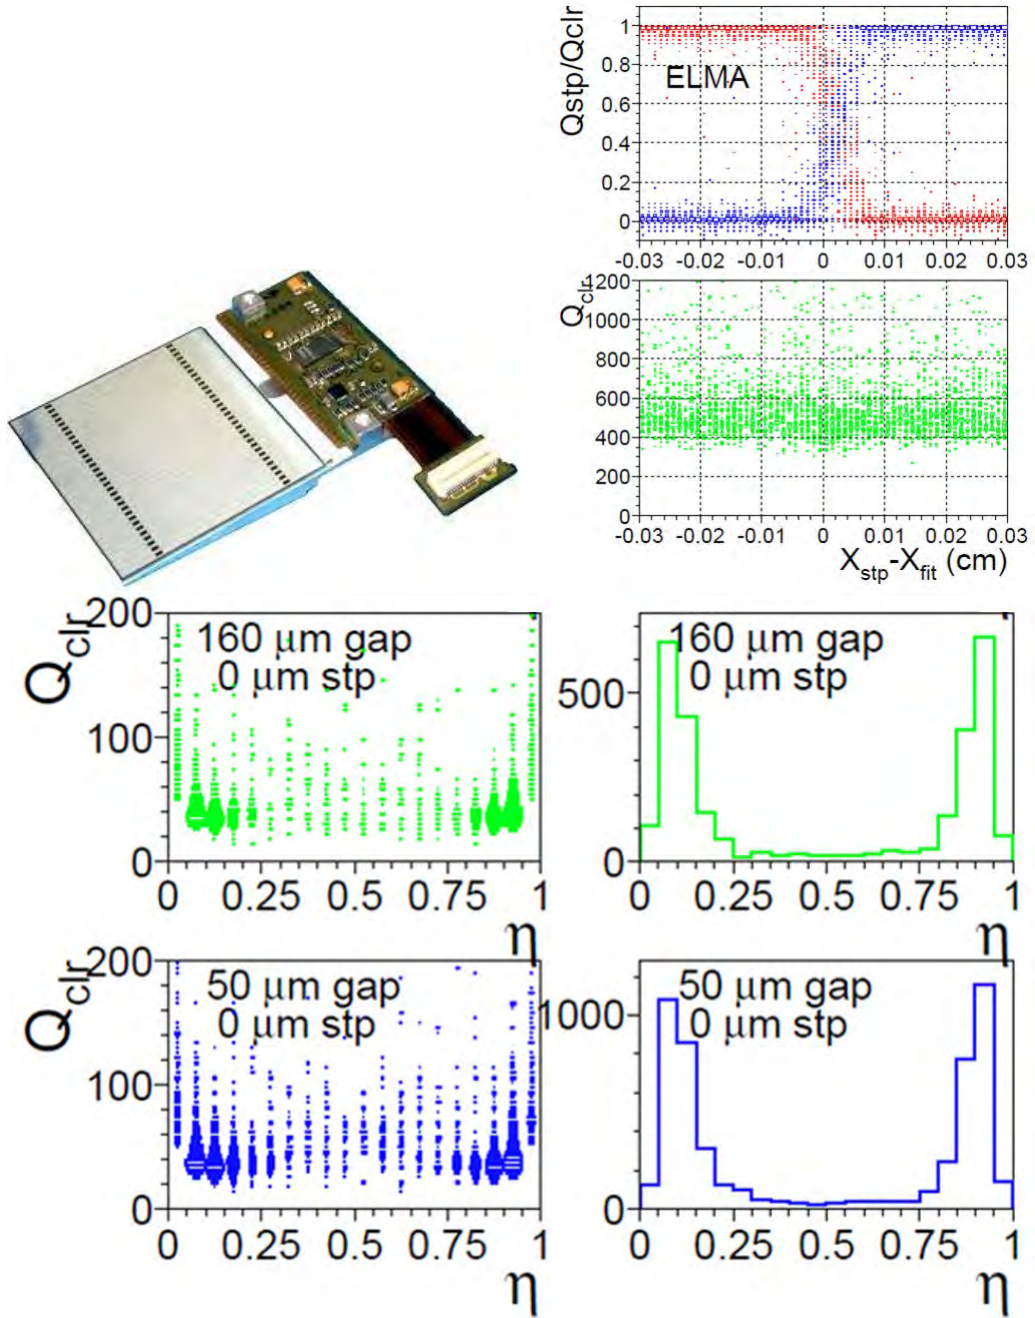 Qstp/Qclr
1
0.8
0.6
0.4
0.2
0
ELMA
-0.03 -0.02 -0.01 0 0.01 0.02 0.03
Qclr
1200
1000
800
600
400
200
0
-0.03 -0.02 -0.01 0 0.01 0.02 0.03
Xstp-Xfit (cm)
Qclr
200
100
0
160 μm gap
0 μm stp
0 0.25 0.5 0.75 1
η
500
0
160 μm gap
0 μm stp
0 0.25 0.5 0.75 1
η
Qclr
200
100
0
50 μm gap
0 μm stp
0 0.25 0.5 0.75 1
η
1000
0
50 μm gap
0 μm stp
0 0.25 0.5 0.75 1
η